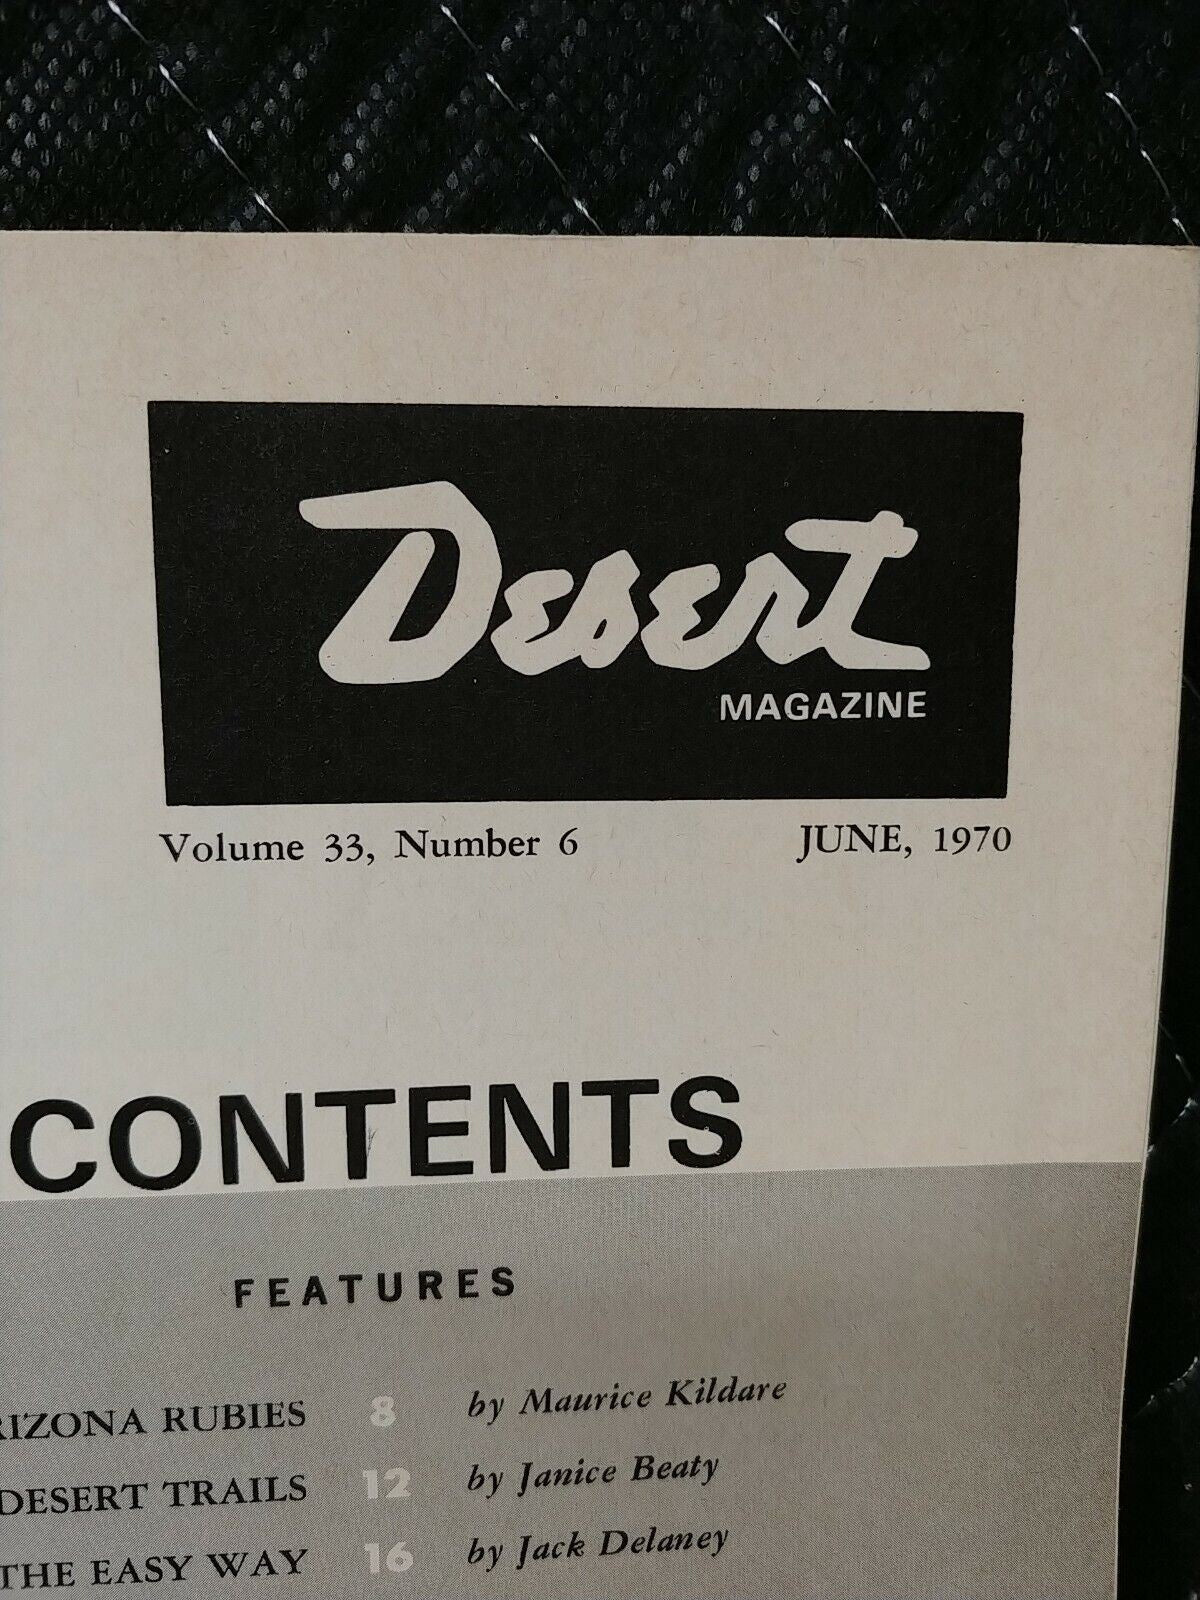 Desert
MAGAZINE
Volume 33, Number 6 JUNE, 1970
CONTENTS
FEATURES
RUBIES 8 by Maurice Kildare
DESERT TRAILS 12 by Janice Beaty
THE EASY WAY 16 by Jack Delaney